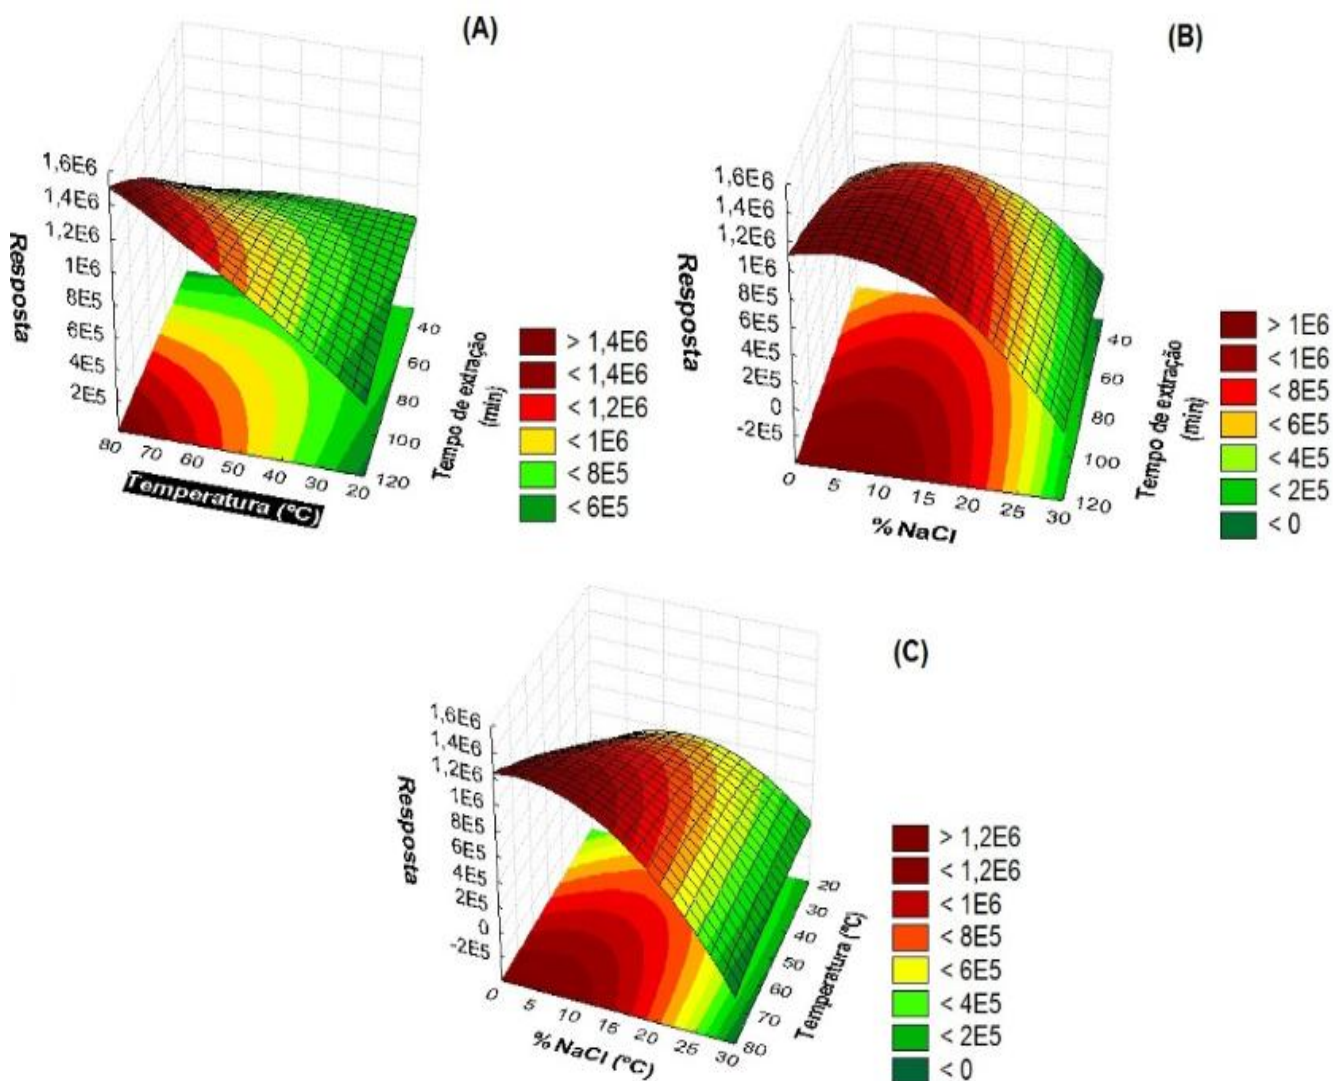 (A)
1,6E6
1,4E6
1,2E6
1E6
8E5
6E5
4E5
2E5
Resposta
80 70 60 50 40 30 20
Temperatura (°C)
40
60
80
100
120
Tempo de extração
(min)
> 1,4E6
< 1,4E6
< 1,2E6
< 1E6
< 8E5
< 6E5
(B)
1,6E6
1,4E6
1,2E6
1E6
8E5
6E5
4E5
2E5
0
-2E5
Resposta
0 5 10 15 20 25 30
% NaCl
40
60
80
100
120
Tempo de extração
(min)
> 1E6
< 1E6
< 8E5
< 6E5
< 4E5
< 2E5
< 0
(C)
1,6E6
1,4E6
1,2E6
1E6
8E5
6E5
4E5
2E5
0
-2E5
Resposta
0 5 10 15 20 25 30
% NaCl (°C)
20
30
40
50
60
70
80
Temperatura (°C)
> 1,2E6
< 1,2E6
< 1E6
< 8E5
< 6E5
< 4E5
< 2E5
< 0